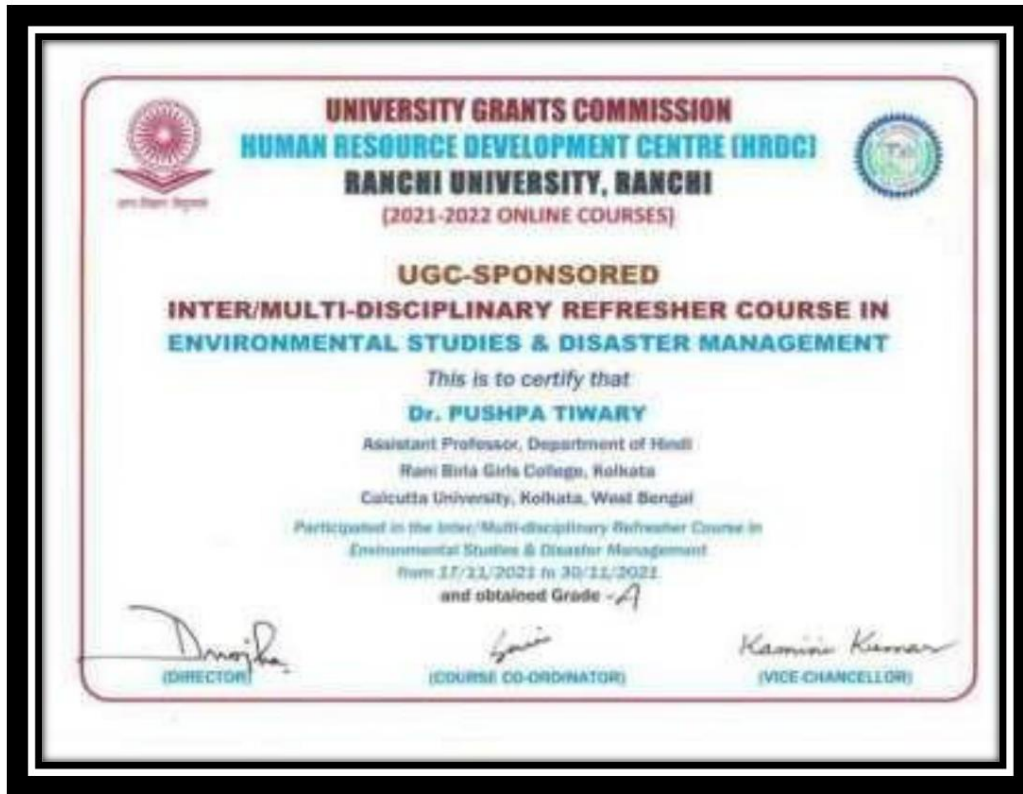 UNIVERSITY GRANTS COMMISSION
HUMAN RESOURCE DEVELOPMENT CENTRE (HRDC)
RANCHI UNIVERSITY, RANCHI
(2021-2022 ONLINE COURSES)
UGC-SPONSORED
INTER/MULTI-DISCIPLINARY REFRESHER COURSE IN
ENVIRONMENTAL STUDIES & DISASTER MANAGEMENT
This is to certify that
Dr. PUSHPA TIWARY
Assistant Professor, Department of Hindi
Rani Birla Girls College, Kolkata
Calcutta University, Kolkata, West Bengal
Participated in the Inter/Multi-disciplinary Refresher Course in
Environmental Studies & Disaster Management
from 17/11/2021 to 30/11/2021
and obtained Grade - A
Kamini Kumar
(DIRECTOR) (COURSE CO-ORDINATOR) (VICE-CHANCELLOR)